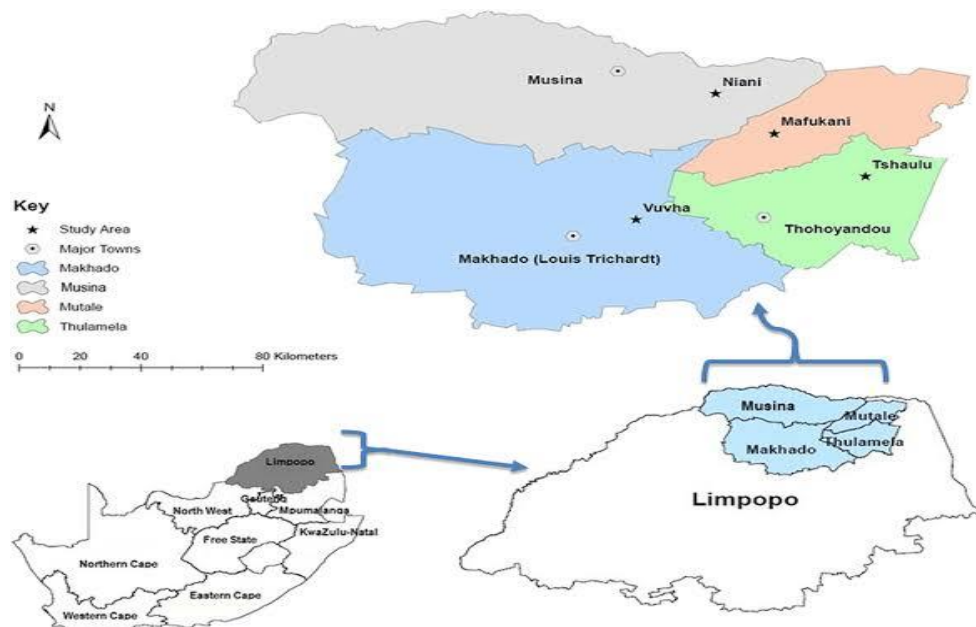 Musina
Niani
Mafukani
Tshaulu
Vuvha
Thohoyandou
Makhado (Louis Trichardt)
N
Key
Study Area
Major Towns
Makhado
Musina
Mutale
Thulamela
0 20 40 80 Kilometers
Musina
Mutale
Makhado
Thulamela
Limpopo
Limpopo
Gauteng
North West
Mpumalanga
Free State
KwaZulu-Natal
Northern Cape
Eastern Cape
Western Cape